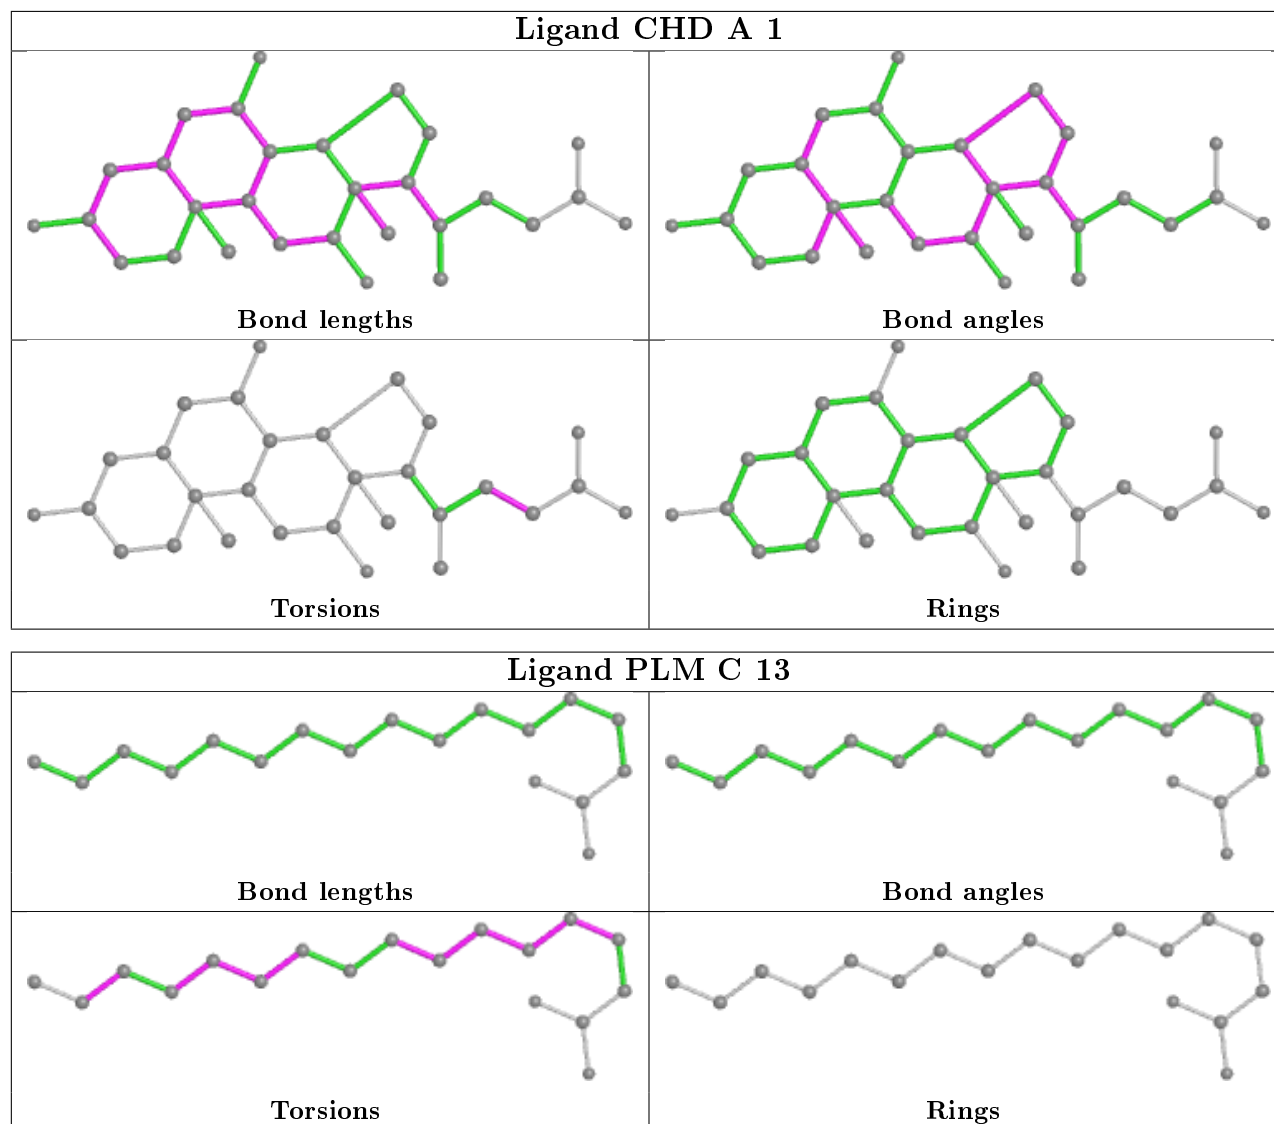 Ligand CHD A 1
Bond lengths
Bond angles
Torsions
Rings
Ligand PLM C 13
Bond lengths
Bond angles
Torsions
Rings